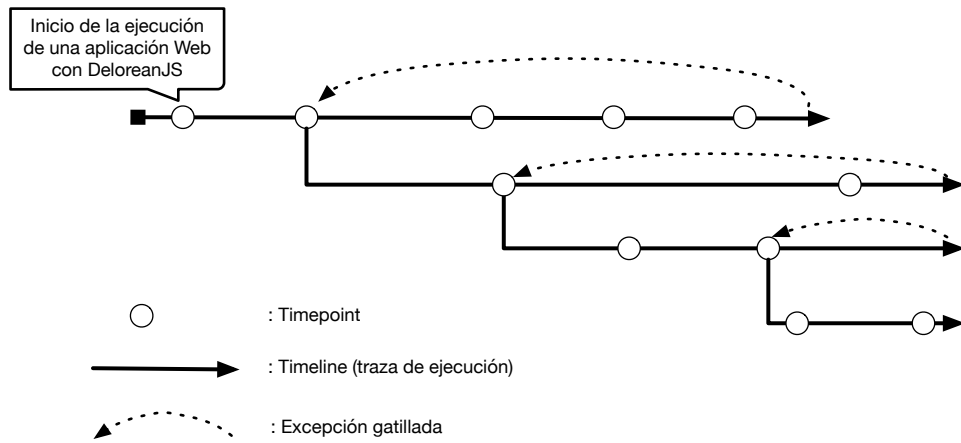 Inicio de la ejecución
de una aplicación Web
con DeloreanJS
: Timepoint
: Timeline (traza de ejecución)
: Excepción gatillada